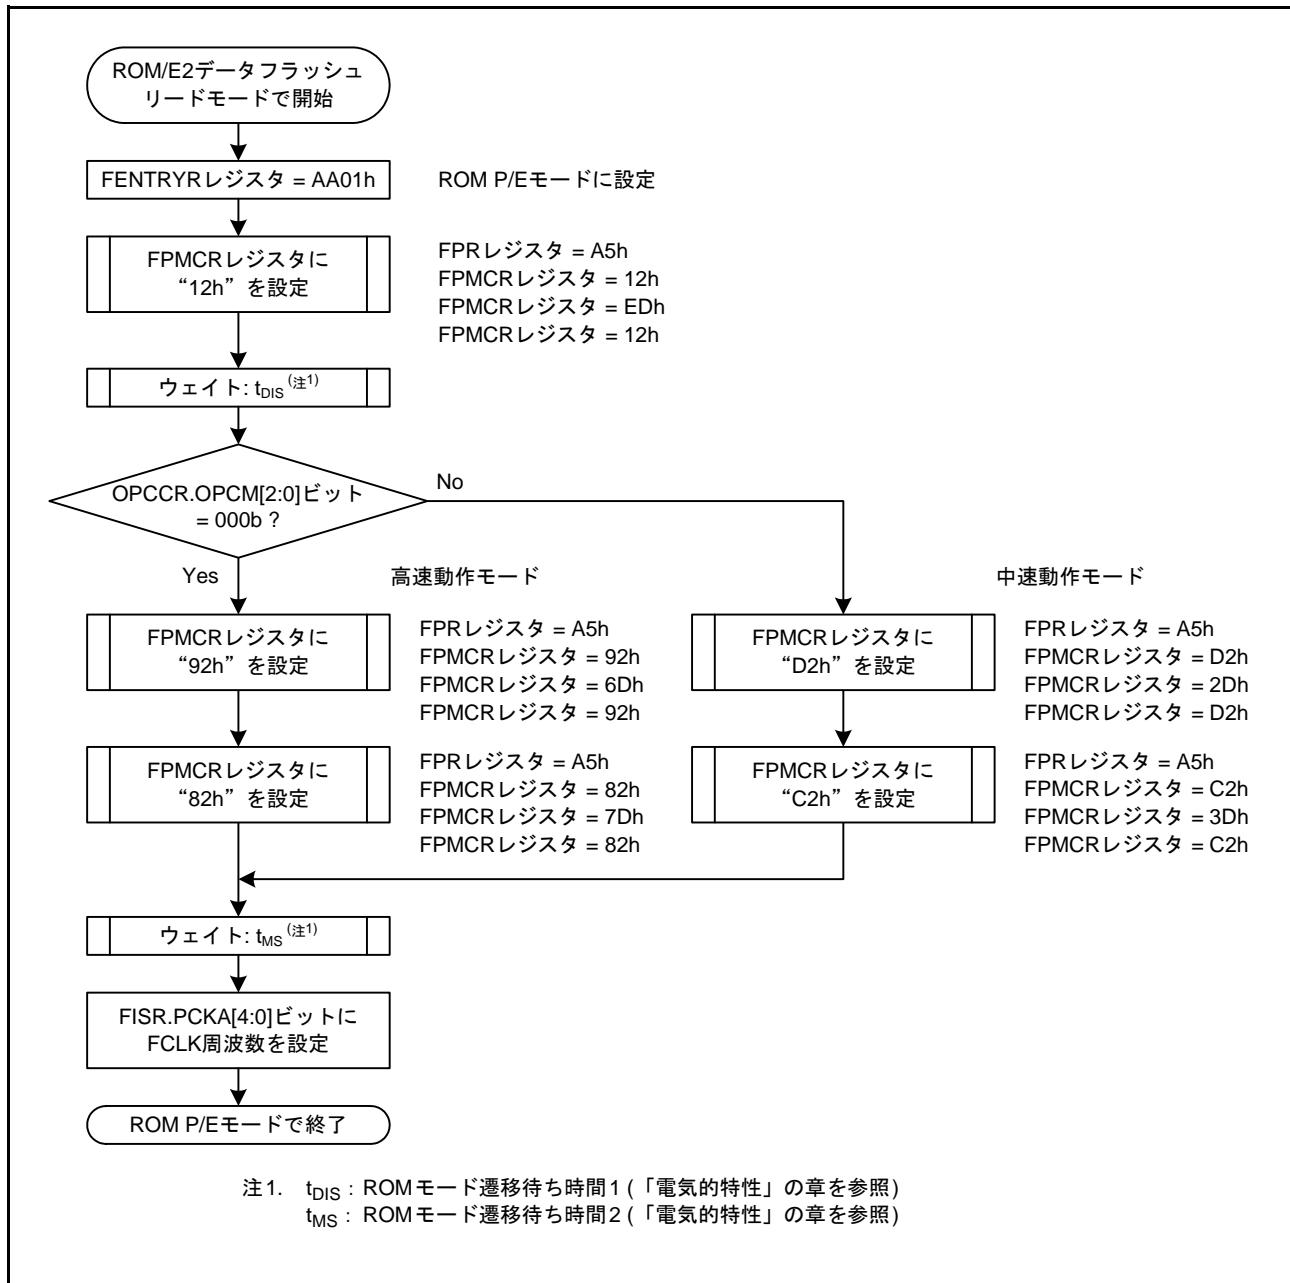 ROM/E2データフラッシュ
リードモードで開始
FENTRYRレジスタ = AA01h
ROM P/Eモードに設定
FPMCRレジスタに
“12h”を設定
FPRレジスタ = A5h
FPMCRレジスタ = 12h
FPMCRレジスタ = EDh
FPMCRレジスタ = 12h
ウェイト: tDIS (注1)
OPCCR.OPCM[2:0]ビット
= 000b ?
No
Yes
高速動作モード
中速動作モード
FPMCRレジスタに
“92h”を設定
FPRレジスタ = A5h
FPMCRレジスタ = 92h
FPMCRレジスタ = 6Dh
FPMCRレジスタ = 92h
FPMCRレジスタに
“D2h”を設定
FPRレジスタ = A5h
FPMCRレジスタ = D2h
FPMCRレジスタ = 2Dh
FPMCRレジスタ = D2h
FPMCRレジスタに
“82h”を設定
FPRレジスタ = A5h
FPMCRレジスタ = 82h
FPMCRレジスタ = 7Dh
FPMCRレジスタ = 82h
FPMCRレジスタに
“C2h”を設定
FPRレジスタ = A5h
FPMCRレジスタ = C2h
FPMCRレジスタ = 3Dh
FPMCRレジスタ = C2h
ウェイト: tMS (注1)
FISR.PCKA[4:0]ビットに
FCLK周波数を設定
ROM P/Eモードで終了
注1. tDIS : ROMモード遷移待ち時間1 (「電気的特性」の章を参照)
tMS : ROMモード遷移待ち時間2 (「電気的特性」の章を参照)